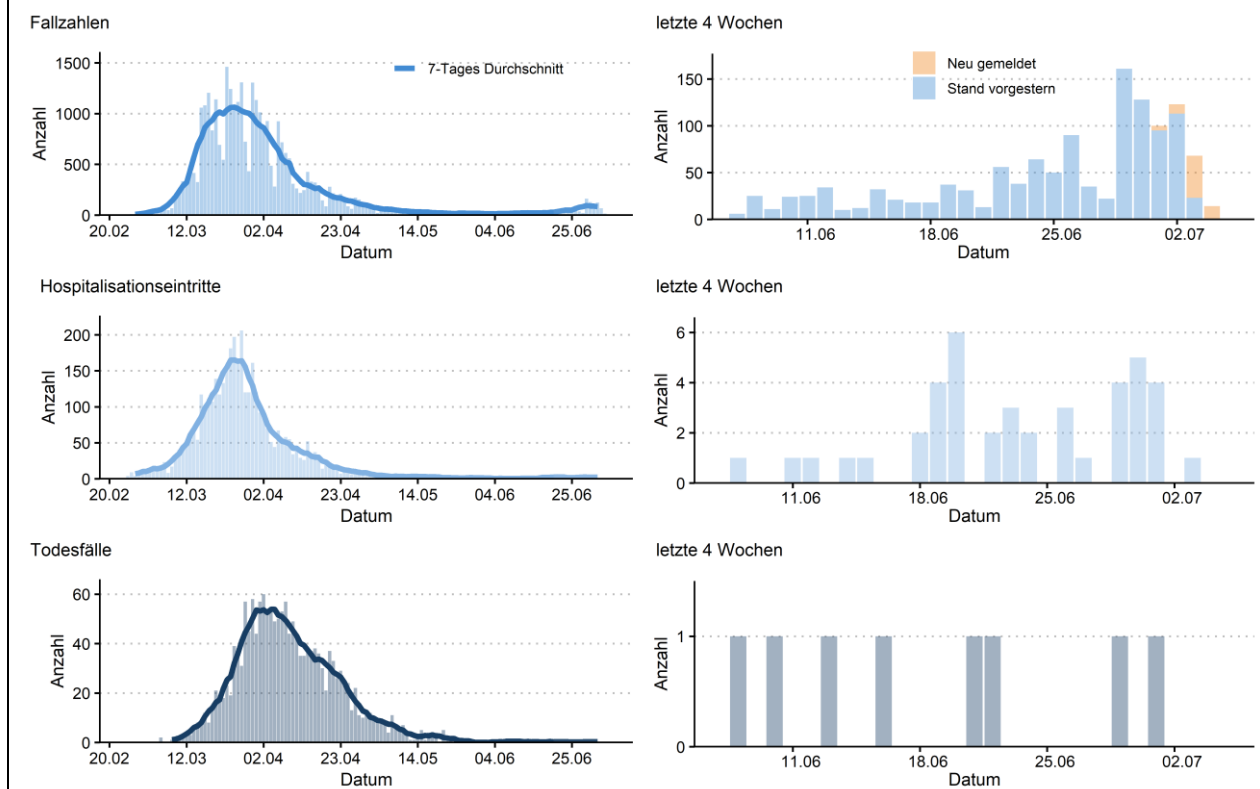 Fallzahlen
1500
1000
500
0
Anzahl
7-Tages Durchschnitt
20.02 12.03 02.04 23.04 14.05 04.06 25.06
Datum
letzte 4 Wochen
150
100
50
0
Anzahl
Neu gemeldet
Stand vorgestern
11.06 18.06 25.06 02.07
Datum
Hospitalisationseintritte
200
150
100
50
0
Anzahl
20.02 12.03 02.04 23.04 14.05 04.06 25.06
Datum
letzte 4 Wochen
6
4
2
0
Anzahl
11.06 18.06 25.06 02.07
Datum
Todesfälle
60
40
20
0
Anzahl
20.02 12.03 02.04 23.04 14.05 04.06 25.06
Datum
letzte 4 Wochen
1
0
Anzahl
11.06 18.06 25.06 02.07
Datum